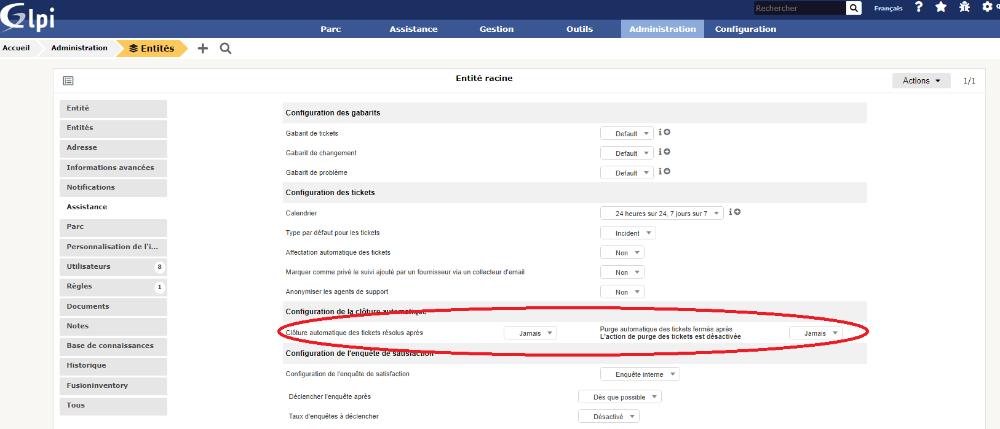 Glpi
Rechercher
Français
Parc
Assistance
Gestion
Outils
Administration
Configuration
Accueil
Administration
Entités
Entité racine
Actions
1/1
Entité
Entités
Adresse
Informations avancées
Notifications
Assistance
Parc
Personnalisation de l'i...
Utilisateurs 8
Règles 1
Documents
Notes
Base de connaissances
Historique
Fusioninventory
Tous
Configuration des gabarits
Gabarit de tickets Default
Gabarit de changement Default
Gabarit de problème Default
Configuration des tickets
Calendrier 24 heures sur 24, 7 jours sur 7
Type par défaut pour les tickets Incident
Affectation automatique des tickets Non
Marquer comme privé le suivi ajouté par un fournisseur via un collecteur d'email Non
Anonymiser les agents de support Non
Configuration de la clôture automatique
Clôture automatique des tickets résolus après Jamais
Purge automatique des tickets fermés après
L'action de purge des tickets est désactivée
Jamais
Configuration de l'enquête de satisfaction
Configuration de l'enquête de satisfaction Enquête interne
Déclencher l'enquête après Dès que possible
Taux d'enquêtes à déclencher Désactivé